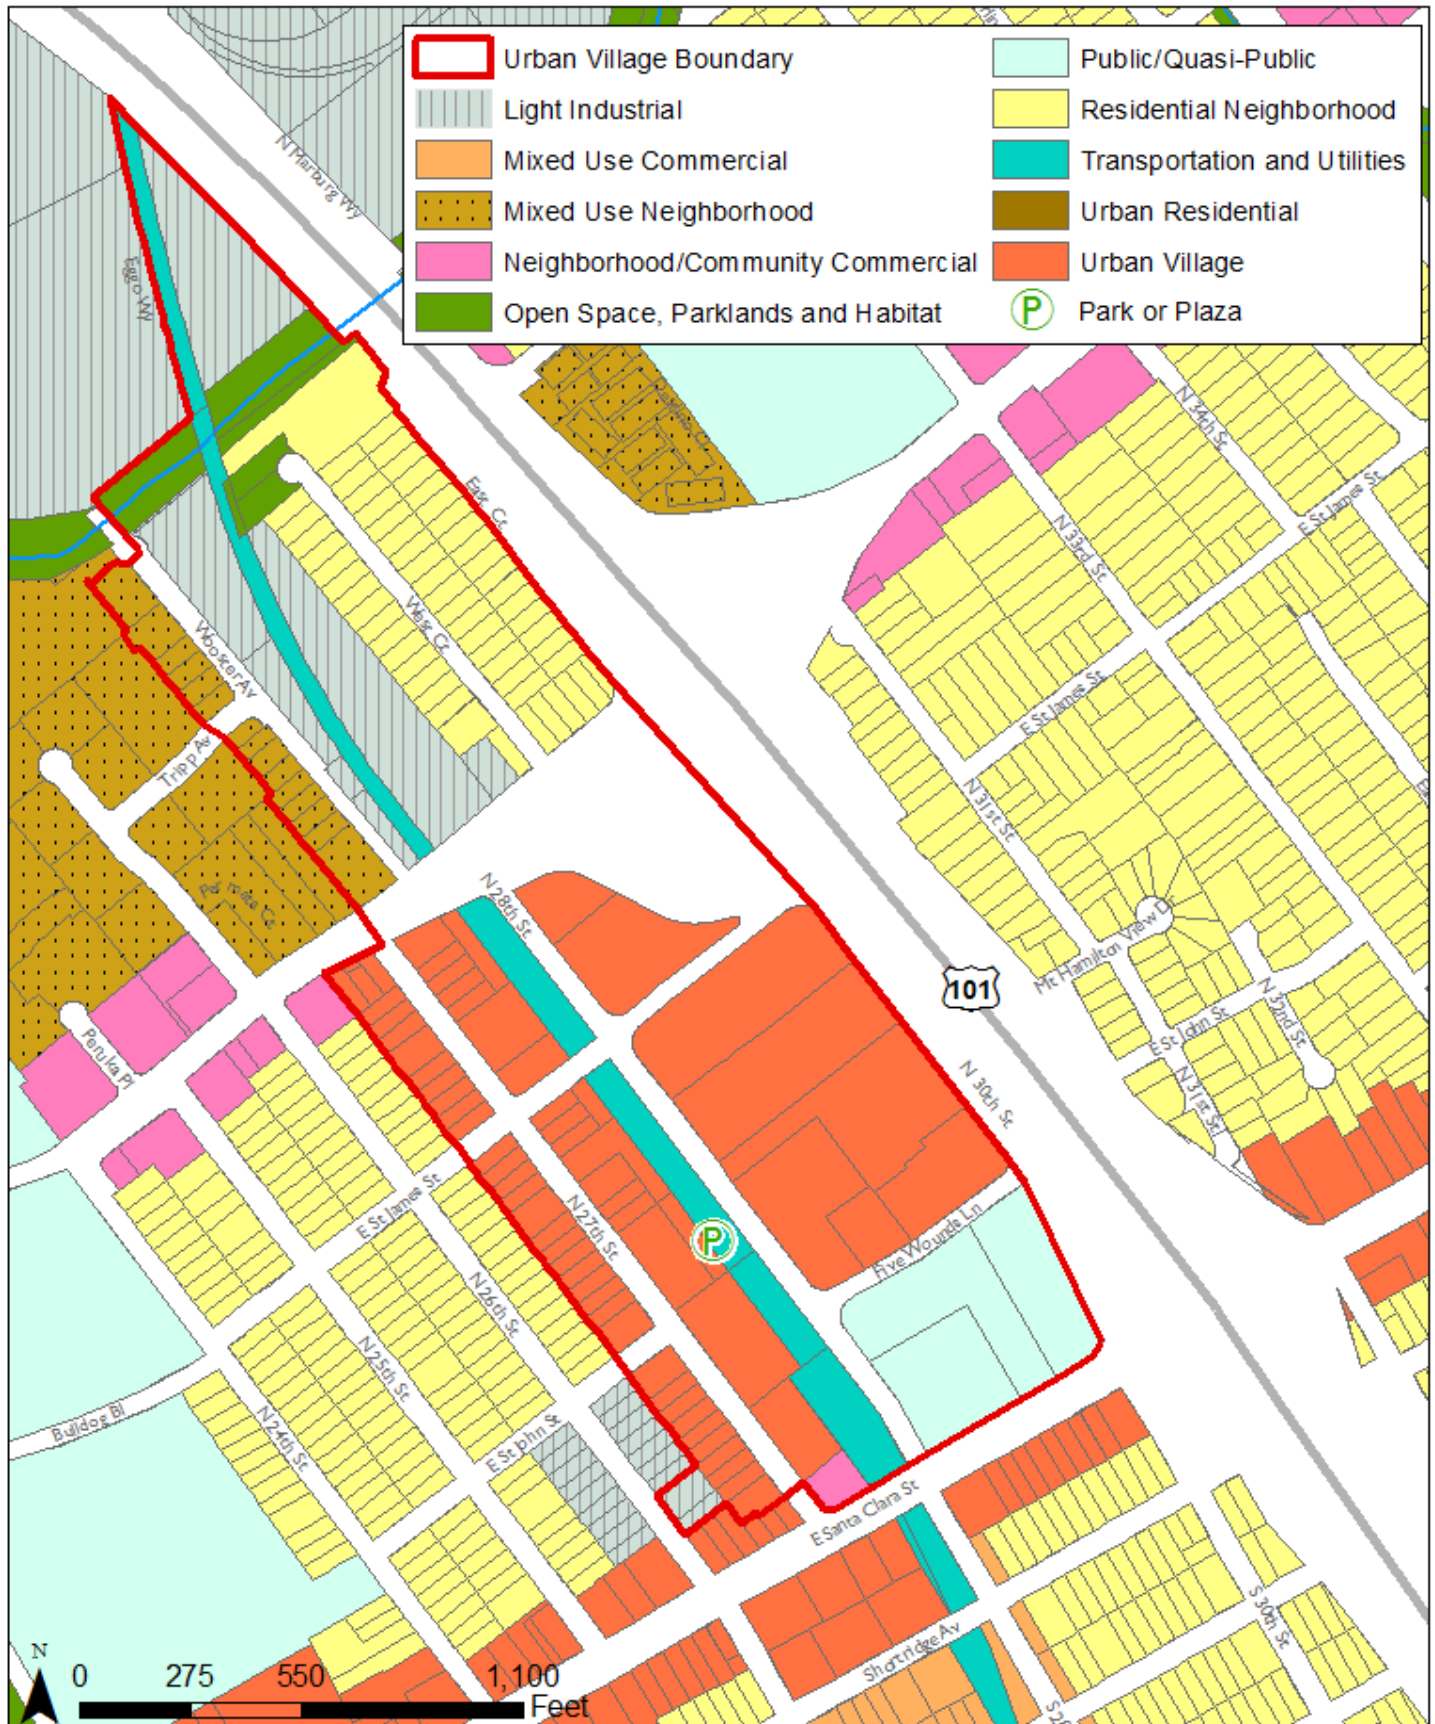 Urban Village Boundary
Light Industrial
Mixed Use Commercial
Mixed Use Neighborhood
Neighborhood/Community Commercial
Open Space, Parklands and Habitat
Public/Quasi-Public
Residential Neighborhood
Transportation and Utilities
Urban Residential
Urban Village
P
Park or Plaza
N Marburg Wy
Eggo Wy
N 34th St
E St James St
N 33rd St
East Ct
West Ct
Wooster Av
E St James St
Tripp Av
N 31st St
N 28th St
Mt Hamilton View Dr
101
N 32nd St
E St John St
Peruka Pl
N 30th St
N 31st St
E St James St
N 27th St
P
Five Wounds Ln
N 26th St
N 25th St
Bulldog Bl
N 24th St
E St John St
E Santa Clara St
S 30th St
Shortridge Av
N
0 275 550 1,100
Feet